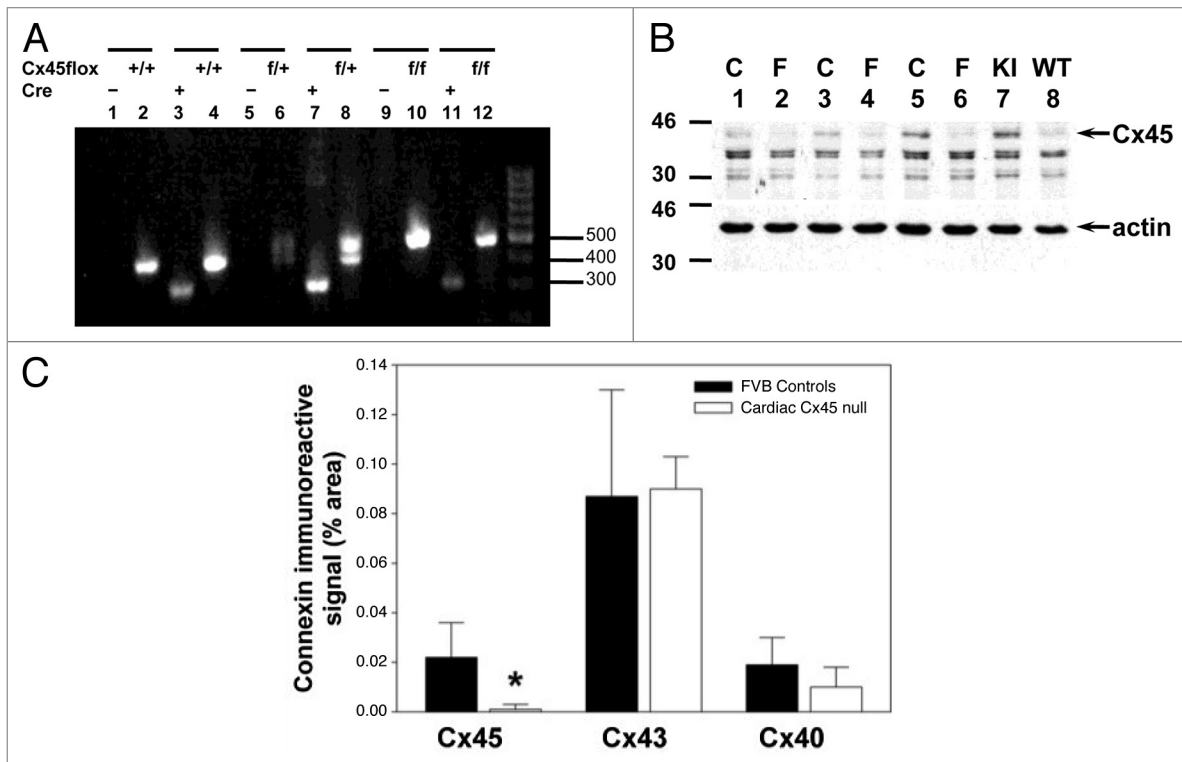 A
Cx45flox +/+ +/+ f/+ f/+ f/f f/f
Cre − + − + − +
1 2 3 4 5 6 7 8 9 10 11 12
500
400
300
B
C F C F C F KI WT
1 2 3 4 5 6 7 8
46
Cx45
30
46
actin
30
C
Connexin immunoreactive
signal (% area)
0.14
0.12
0.10
0.08
0.06
0.04
0.02
0.00
FVB Controls
Cardiac Cx45 null
*
Cx45 Cx43 Cx40